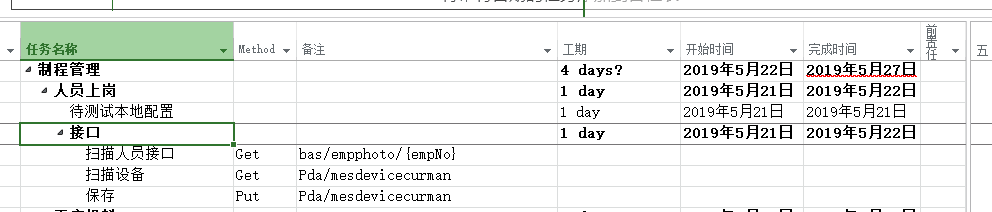 任务名称 Method 备注 工期 开始时间 完成时间 前置任
制程管理 4 days? 2019年5月22日 2019年5月27日
人员上岗 1 day 2019年5月21日 2019年5月22日
待测试本地配置 1 day 2019年5月21日 2019年5月21日
接口 1 day 2019年5月21日 2019年5月22日
扫描人员接口 Get bas/empphoto/{empNo}
扫描设备 Get Pda/mesdevicecurman
保存 Put Pda/mesdevicecurman